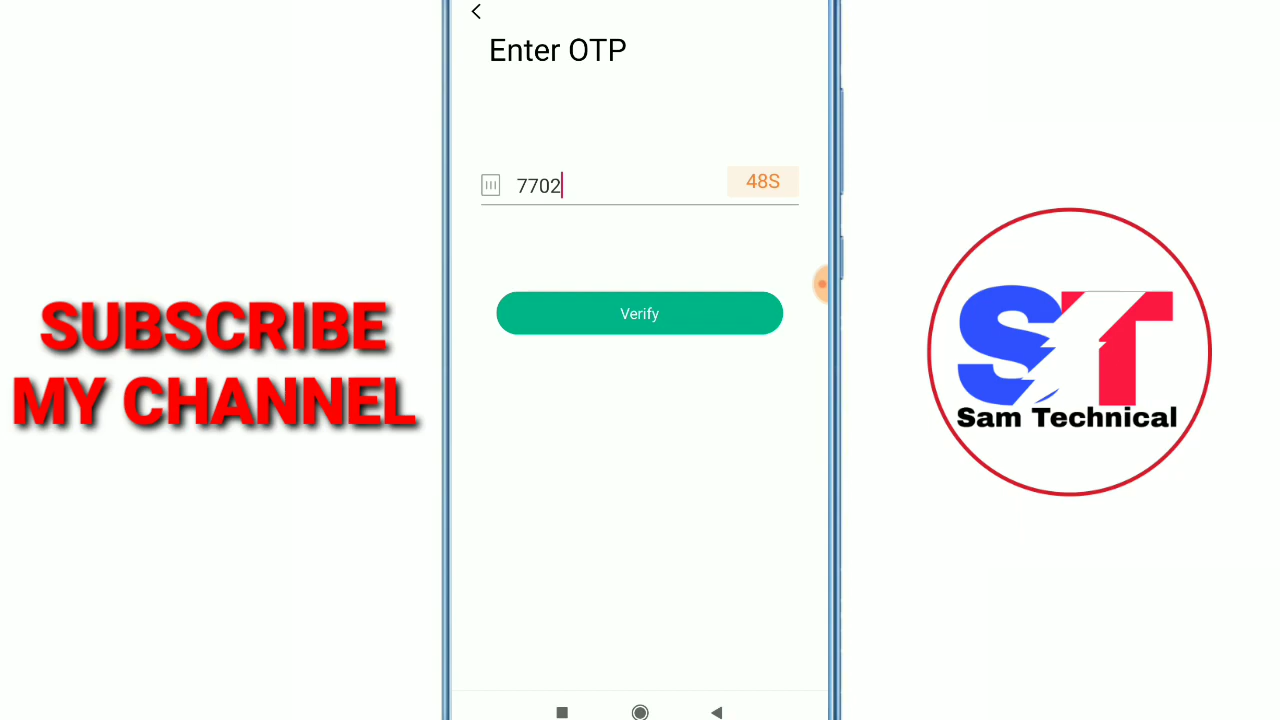 Enter OTP
7702
48S
Verify
SUBSCRIBE
MY CHANNEL
ST
Sam Technical